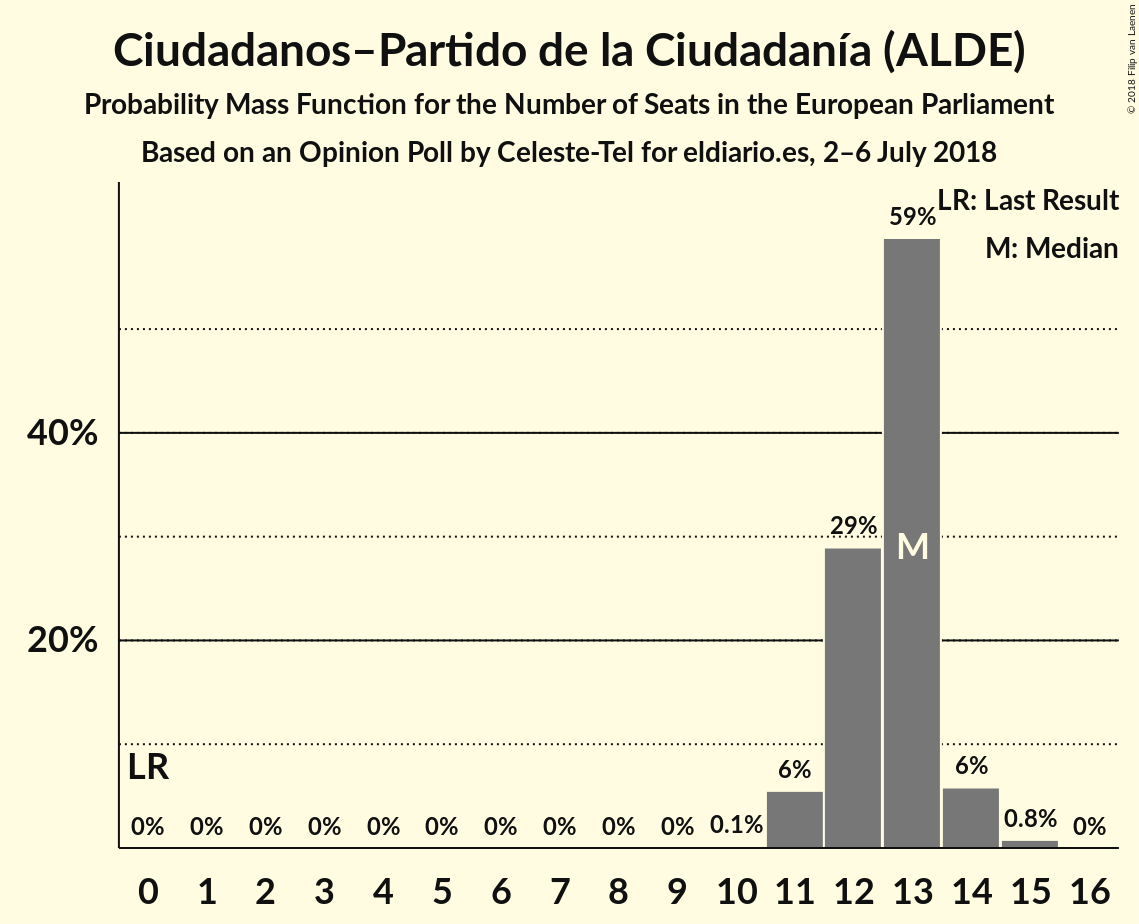 Ciudadanos–Partido de la Ciudadanía (ALDE)
Probability Mass Function for the Number of Seats in the European Parliament
Based on an Opinion Poll by Celeste-Tel for eldiario.es, 2–6 July 2018
© 2018 Filip van Laenen
LR: Last Result
M: Median
59%
40%
29%
M
20%
LR
6%
6%
0% 0% 0% 0% 0% 0% 0% 0% 0% 0% 0.1% 0.8% 0%
0 1 2 3 4 5 6 7 8 9 10 11 12 13 14 15 16